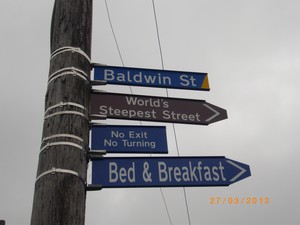 Baldwin St
World's
Steepest Street
No Exit
No Turning
Bed & Breakfast
27/03/2013